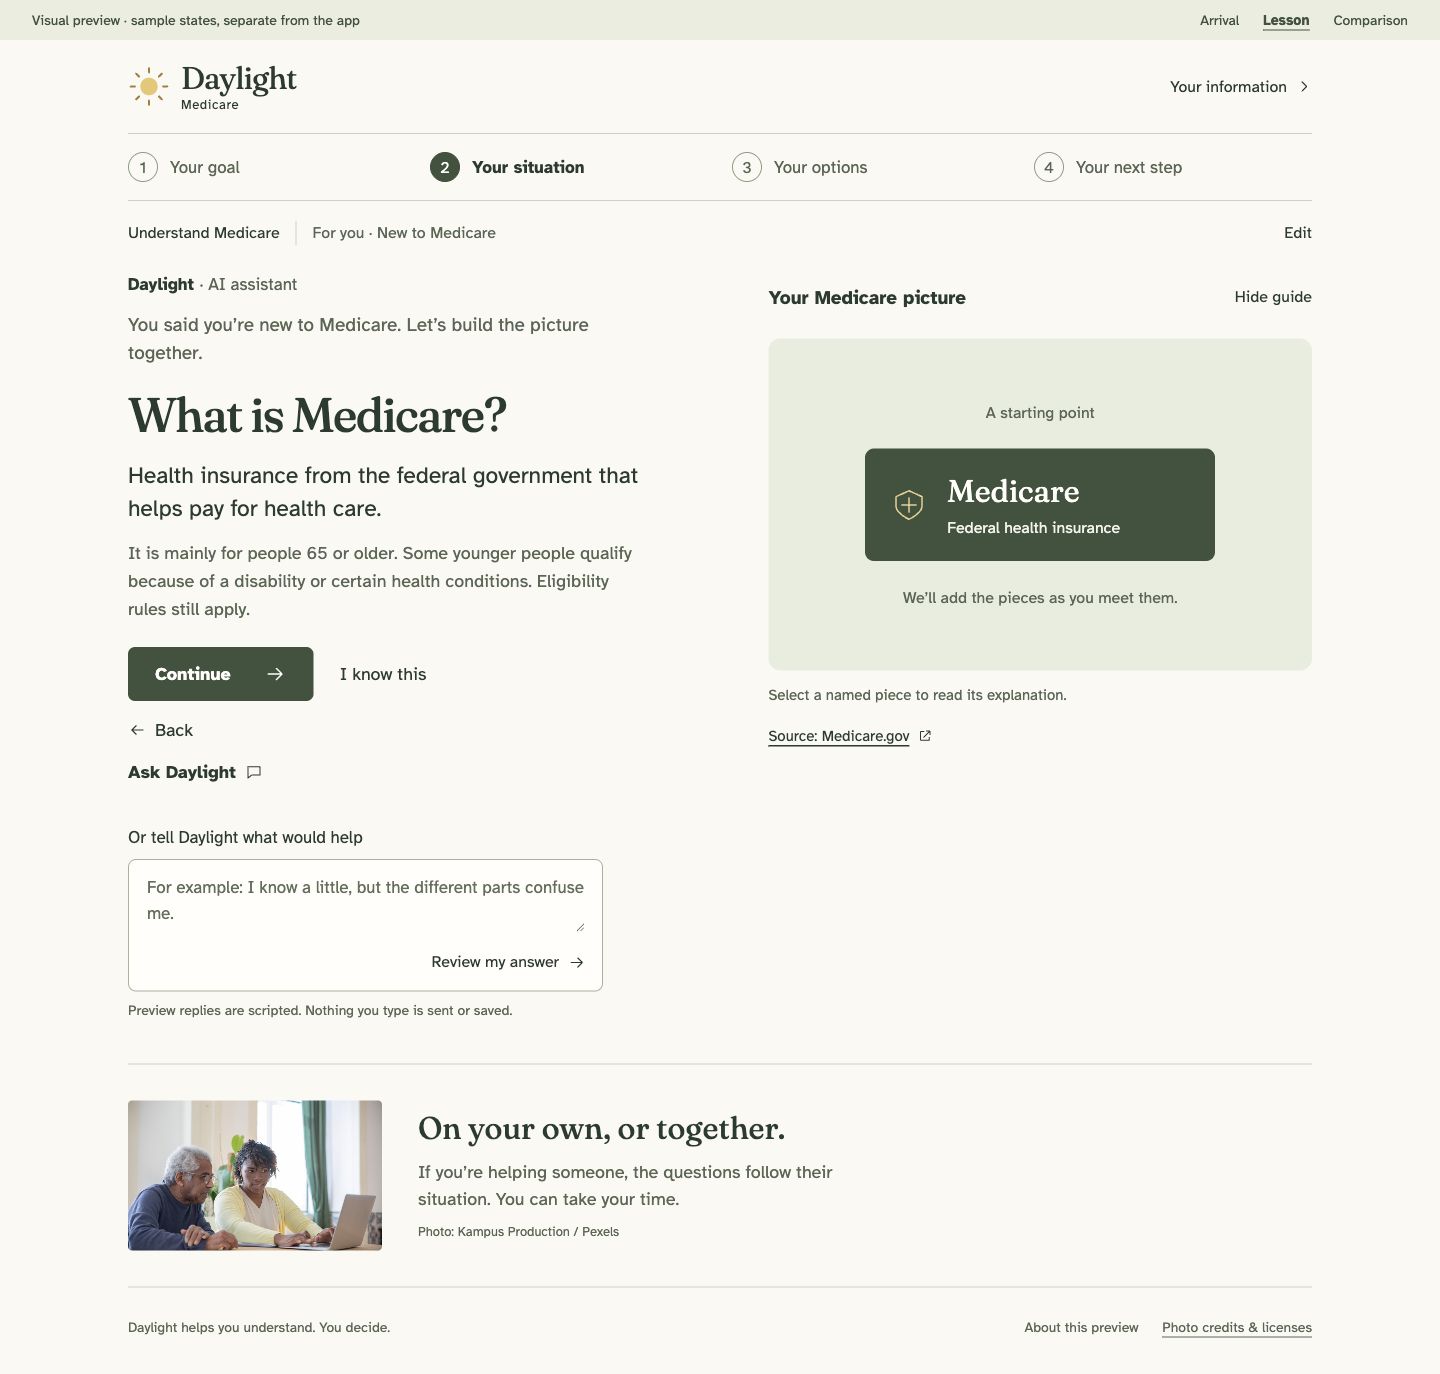 Visual preview · sample states, separate from the app
Arrival
Lesson
Comparison
Daylight
Medicare
Your information
1
Your goal
2
Your situation
3
Your options
4
Your next step
Understand Medicare
For you · New to Medicare
Edit
Daylight · AI assistant
You said you’re new to Medicare. Let’s build the picture
together.
What is Medicare?
Health insurance from the federal government that
helps pay for health care.
It is mainly for people 65 or older. Some younger people qualify
because of a disability or certain health conditions. Eligibility
rules still apply.
Continue
I know this
Back
Ask Daylight
Or tell Daylight what would help
For example: I know a little, but the different parts confuse
me.
Review my answer
Preview replies are scripted. Nothing you type is sent or saved.
Your Medicare picture
Hide guide
A starting point
Medicare
Federal health insurance
We’ll add the pieces as you meet them.
Select a named piece to read its explanation.
Source: Medicare.gov
On your own, or together.
If you’re helping someone, the questions follow their
situation. You can take your time.
Photo: Kampus Production / Pexels
Daylight helps you understand. You decide.
About this preview
Photo credits & licenses